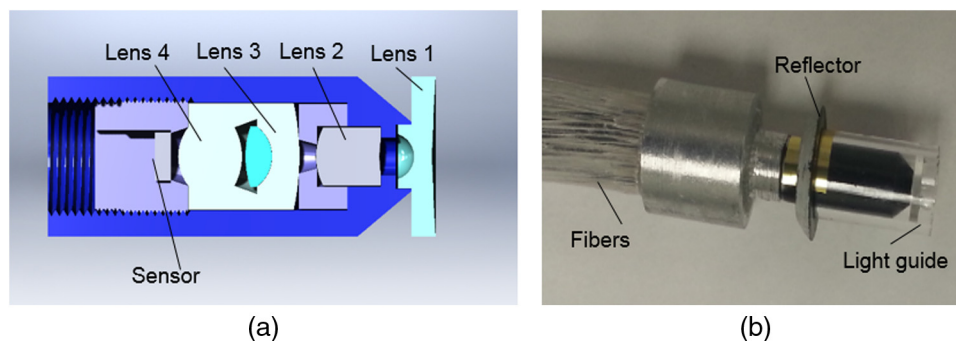 Lens 4 Lens 3 Lens 2 Lens 1
Sensor
(a)
Reflector
Fibers
Light guide
(b)